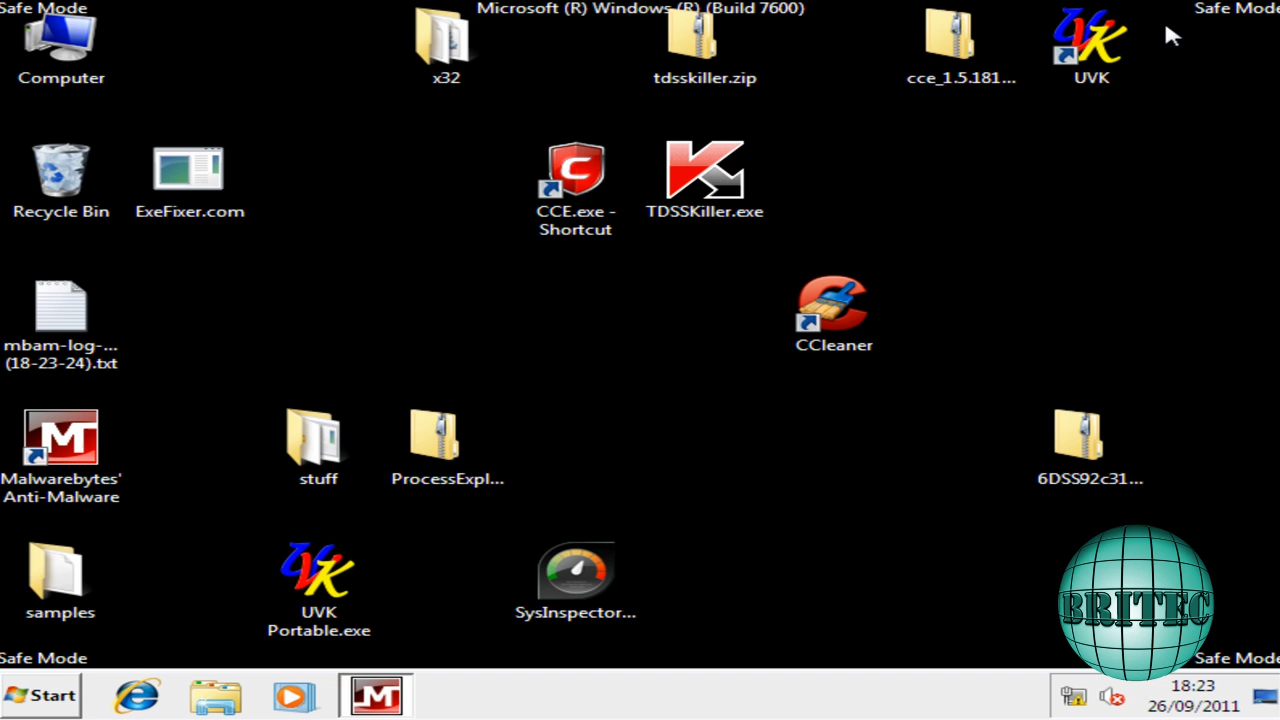 Safe Mode
Microsoft (R) Windows (R) (Build 7600)
Safe Mode
Computer
x32
tdsskiller.zip
cce_1.5.181...
UVK
Recycle Bin
ExeFixer.com
CCE.exe -
Shortcut
TDSSKiller.exe
mbam-log-...
(18-23-24).txt
CCleaner
Malwarebytes'
Anti-Malware
stuff
ProcessExpl...
6DSS92c31...
samples
UVK
Portable.exe
SysInspector...
BRITEC
Safe Mode
Safe Mode
Start
18:23
26/09/2011